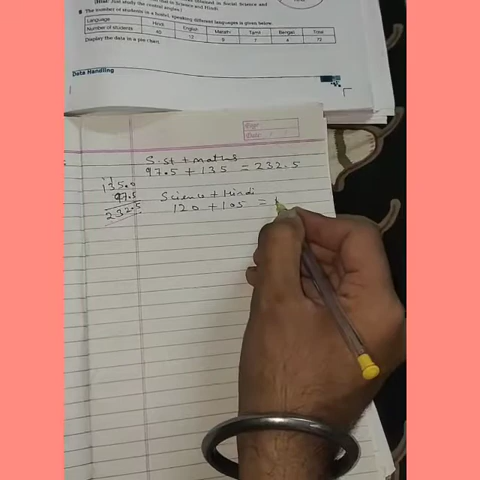 (Hint: Just study the central angles.)
8 The number of students in a hostel, speaking different languages is given below.
Language Hindi English Marathi Tamil Bengali Total
Number of students 40 12 9 7 4 72
Display the data in a pie chart.
Data Handling
Page
Date
S.st + maths
97.5 + 135 = 232.5
135.0
97.5
232.5
Science + Hindi
120 + 105 =